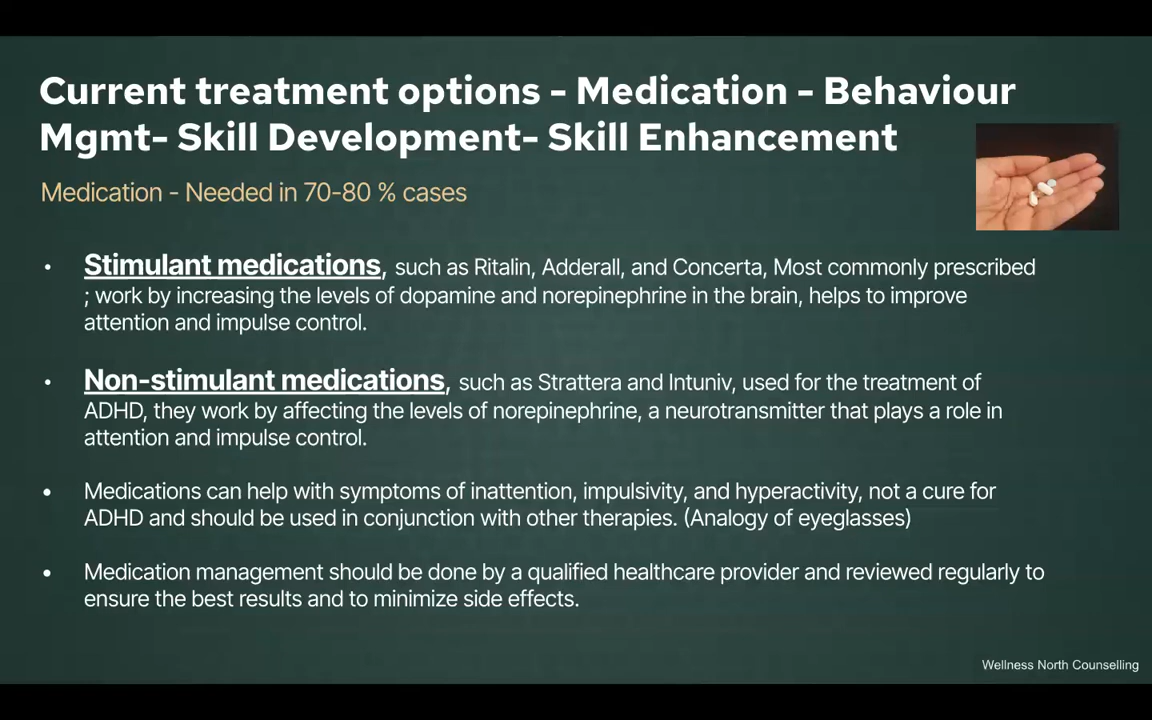 Current treatment options - Medication - Behaviour
Mgmt- Skill Development- Skill Enhancement
Medication - Needed in 70-80 % cases
• Stimulant medications, such as Ritalin, Adderall, and Concerta, Most commonly prescribed
; work by increasing the levels of dopamine and norepinephrine in the brain, helps to improve
attention and impulse control.
• Non-stimulant medications, such as Strattera and Intuniv, used for the treatment of
ADHD, they work by affecting the levels of norepinephrine, a neurotransmitter that plays a role in
attention and impulse control.
• Medications can help with symptoms of inattention, impulsivity, and hyperactivity, not a cure for
ADHD and should be used in conjunction with other therapies. (Analogy of eyeglasses)
• Medication management should be done by a qualified healthcare provider and reviewed regularly to
ensure the best results and to minimize side effects.
Wellness North Counselling